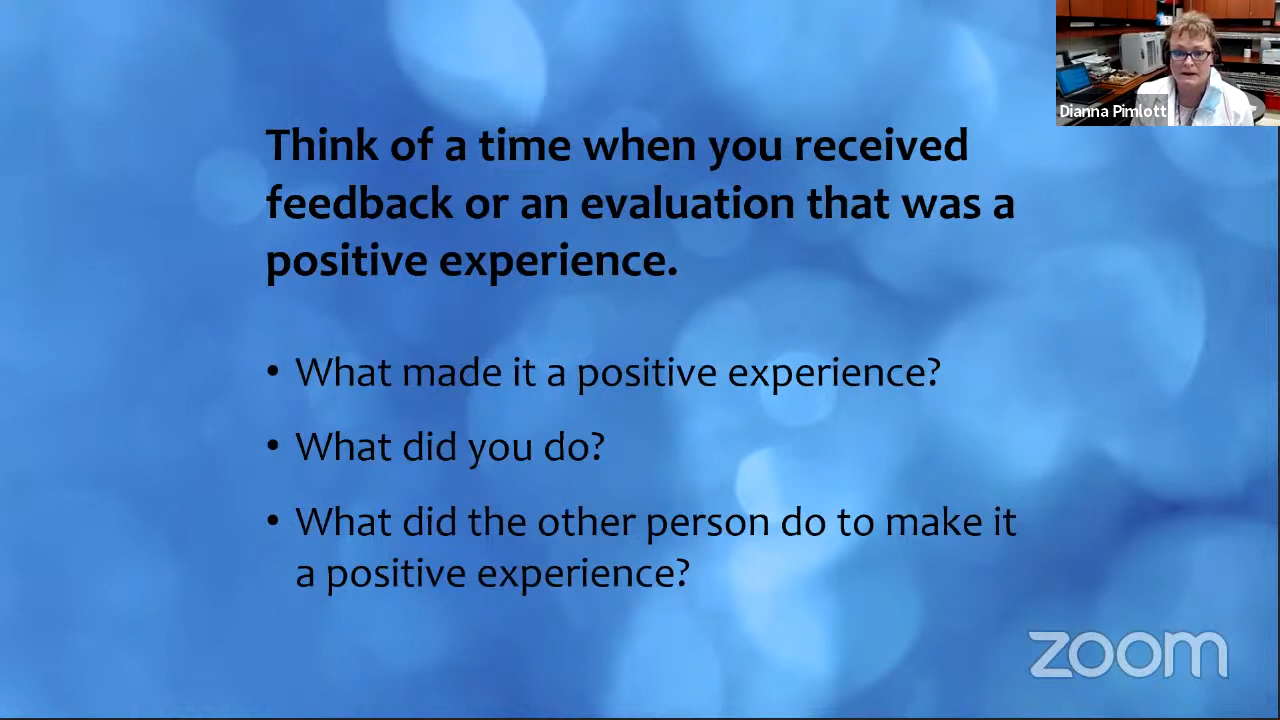 Dianna Pimlott
Think of a time when you received
feedback or an evaluation that was a
positive experience.
• What made it a positive experience?
• What did you do?
• What did the other person do to make it
a positive experience?
zoom